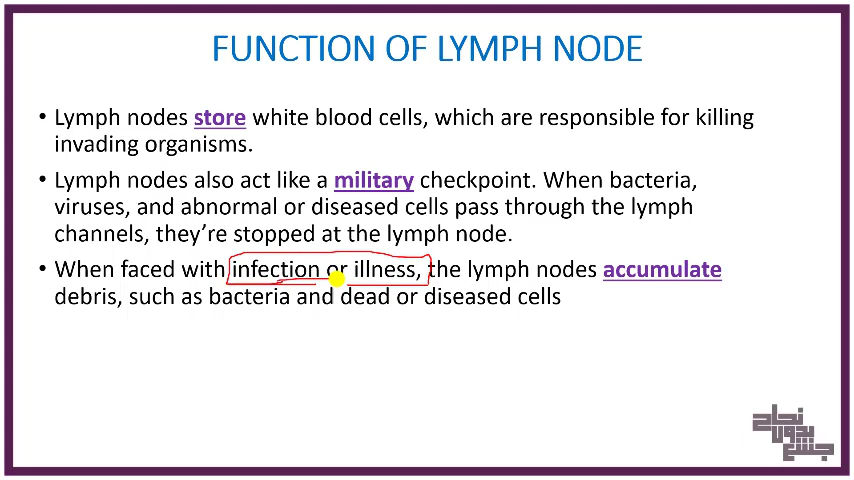 FUNCTION OF LYMPH NODE
• Lymph nodes store white blood cells, which are responsible for killing
invading organisms.
• Lymph nodes also act like a military checkpoint. When bacteria,
viruses, and abnormal or diseased cells pass through the lymph
channels, they’re stopped at the lymph node.
• When faced with infection or illness, the lymph nodes accumulate
debris, such as bacteria and dead or diseased cells
نجاح
بدون
جشع